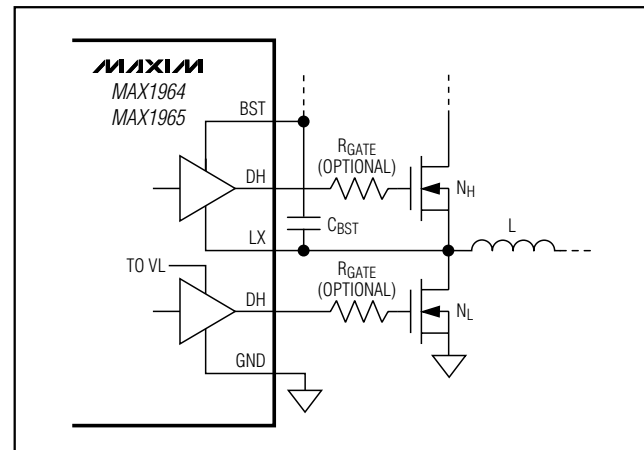 MAXIM
MAX1964
MAX1965
BST
RGATE
(OPTIONAL)
DH
NH
CBST
LX
L
TO VL
RGATE
(OPTIONAL)
DH
NL
GND